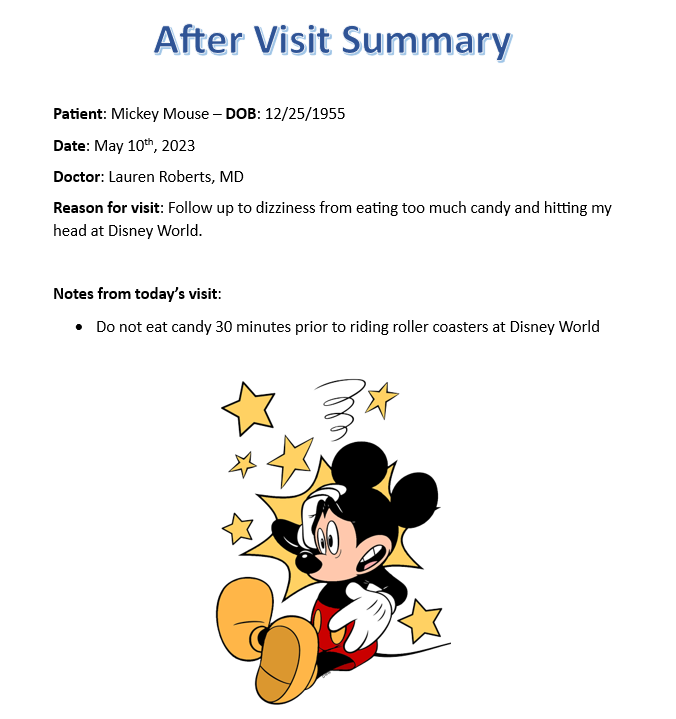 After Visit Summary
Patient: Mickey Mouse – DOB: 12/25/1955
Date: May 10th, 2023
Doctor: Lauren Roberts, MD
Reason for visit: Follow up to dizziness from eating too much candy and hitting my
head at Disney World.
Notes from today’s visit:
• Do not eat candy 30 minutes prior to riding roller coasters at Disney World